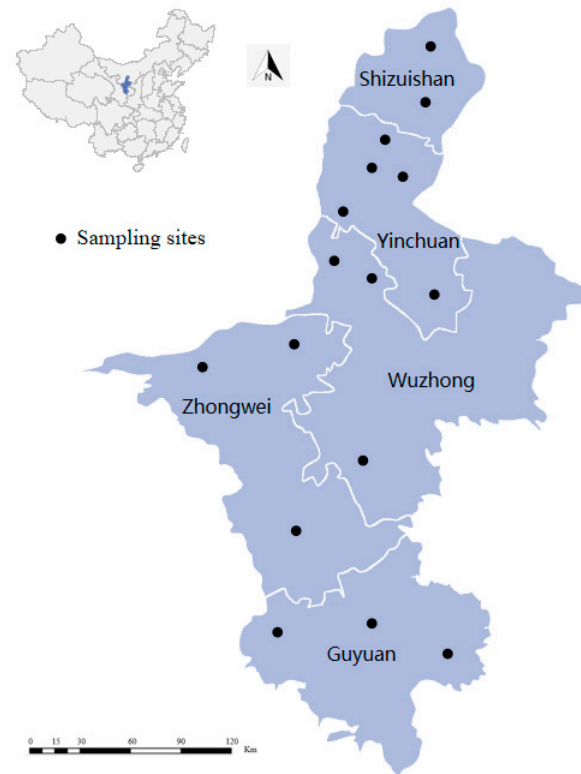 N
Shizuishan
Sampling sites
Yinchuan
Wuzhong
Zhongwei
Guyuan
0 15 30 60 90 120
Km